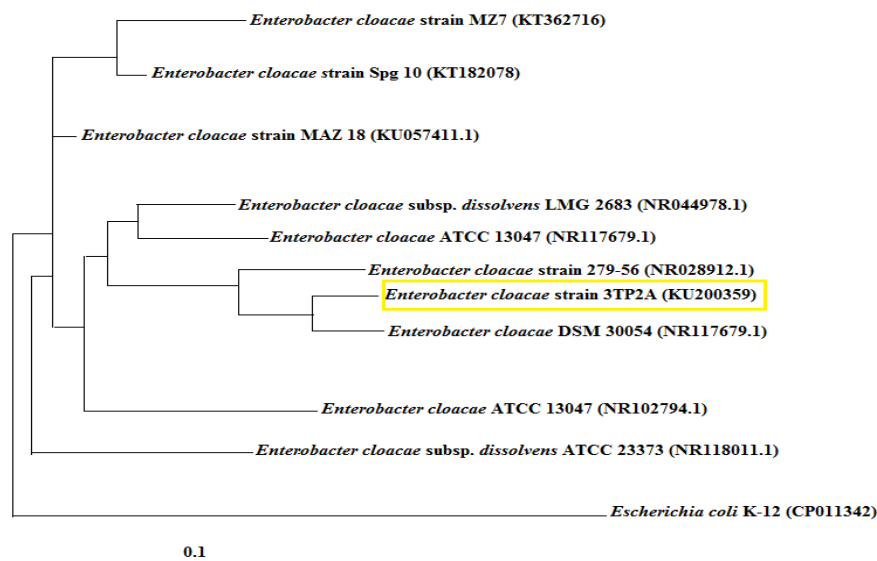 Enterobacter cloacae strain MZ7 (KT362716)
Enterobacter cloacae strain Spg 10 (KT182078)
Enterobacter cloacae strain MAZ 18 (KU057411.1)
Enterobacter cloacae subsp. dissolvens LMG 2683 (NR044978.1)
Enterobacter cloacae ATCC 13047 (NR117679.1)
Enterobacter cloacae strain 279-56 (NR028912.1)
Enterobacter cloacae strain 3TP2A (KU200359)
Enterobacter cloacae DSM 30054 (NR117679.1)
Enterobacter cloacae ATCC 13047 (NR102794.1)
Enterobacter cloacae subsp. dissolvens ATCC 23373 (NR118011.1)
Escherichia coli K-12 (CP011342)
0.1